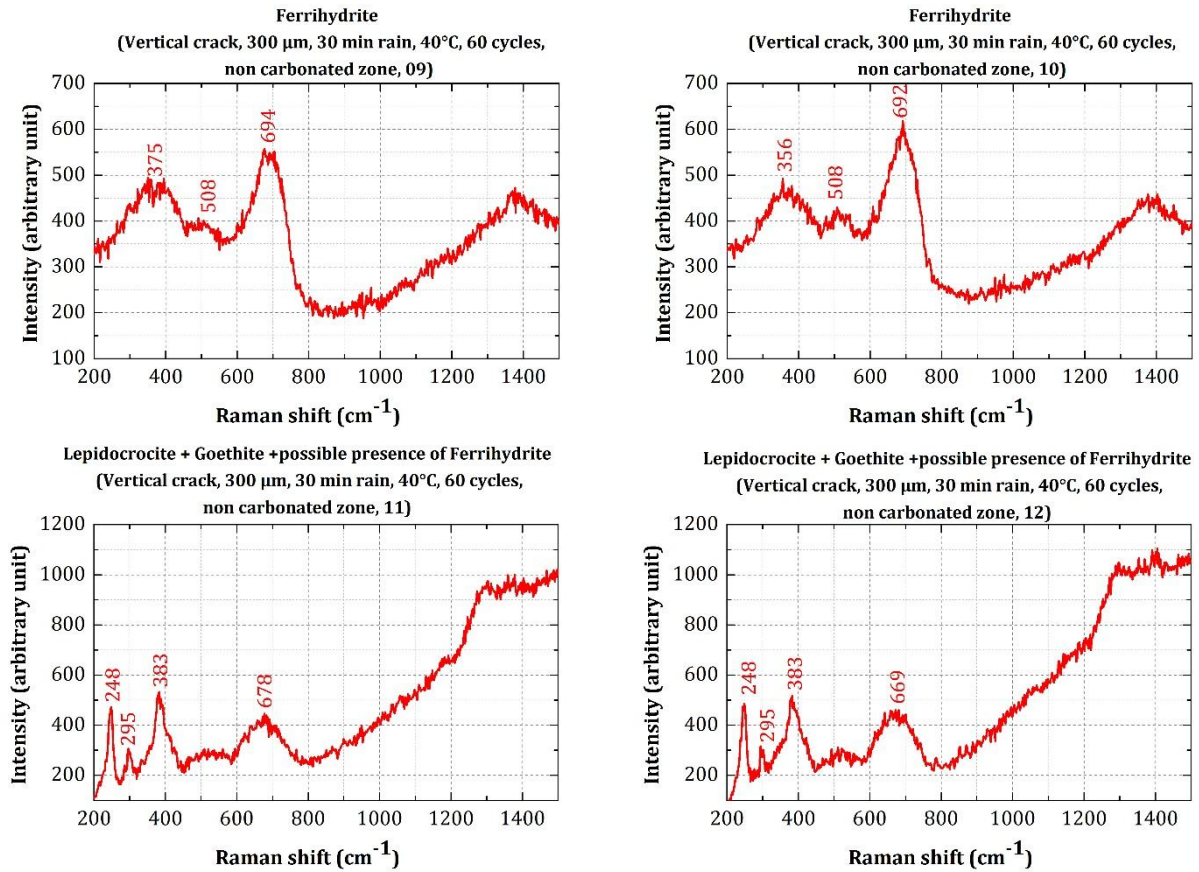 Ferrihydrite
(Vertical crack, 300 µm, 30 min rain, 40°C, 60 cycles,
non carbonated zone, 09)
700
600
500
400
300
200
100
375
508
694
200 400 600 800 1000 1200 1400
Intensity (arbitrary unit)
Raman shift (cm⁻¹)
Ferrihydrite
(Vertical crack, 300 µm, 30 min rain, 40°C, 60 cycles,
non carbonated zone, 10)
700
600
500
400
300
200
100
356
508
692
200 400 600 800 1000 1200 1400
Intensity (arbitrary unit)
Raman shift (cm⁻¹)
Lepidocrocite + Goethite +possible presence of Ferrihydrite
(Vertical crack, 300 µm, 30 min rain, 40°C, 60 cycles,
non carbonated zone, 11)
1200
1000
800
600
400
200
248
295
383
678
200 400 600 800 1000 1200 1400
Intensity (arbitrary unit)
Raman shift (cm⁻¹)
Lepidocrocite + Goethite +possible presence of Ferrihydrite
(Vertical crack, 300 µm, 30 min rain, 40°C, 60 cycles,
non carbonated zone, 12)
1200
1000
800
600
400
200
248
295
383
669
200 400 600 800 1000 1200 1400
Intensity (arbitrary unit)
Raman shift (cm⁻¹)